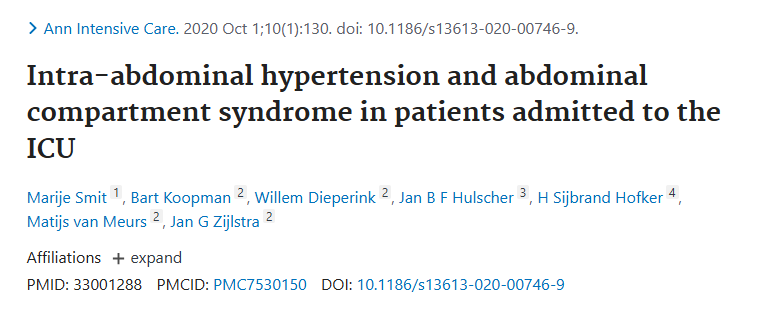 Ann Intensive Care. 2020 Oct 1;10(1):130. doi: 10.1186/s13613-020-00746-9.
Intra-abdominal hypertension and abdominal
compartment syndrome in patients admitted to the
ICU
Marije Smit 1, Bart Koopman 2, Willem Dieperink 2, Jan B F Hulscher 3, H Sijbrand Hofker 4,
Matijs van Meurs 2, Jan G Zijlstra 2
Affiliations + expand
PMID: 33001288 PMCID: PMC7530150 DOI: 10.1186/s13613-020-00746-9